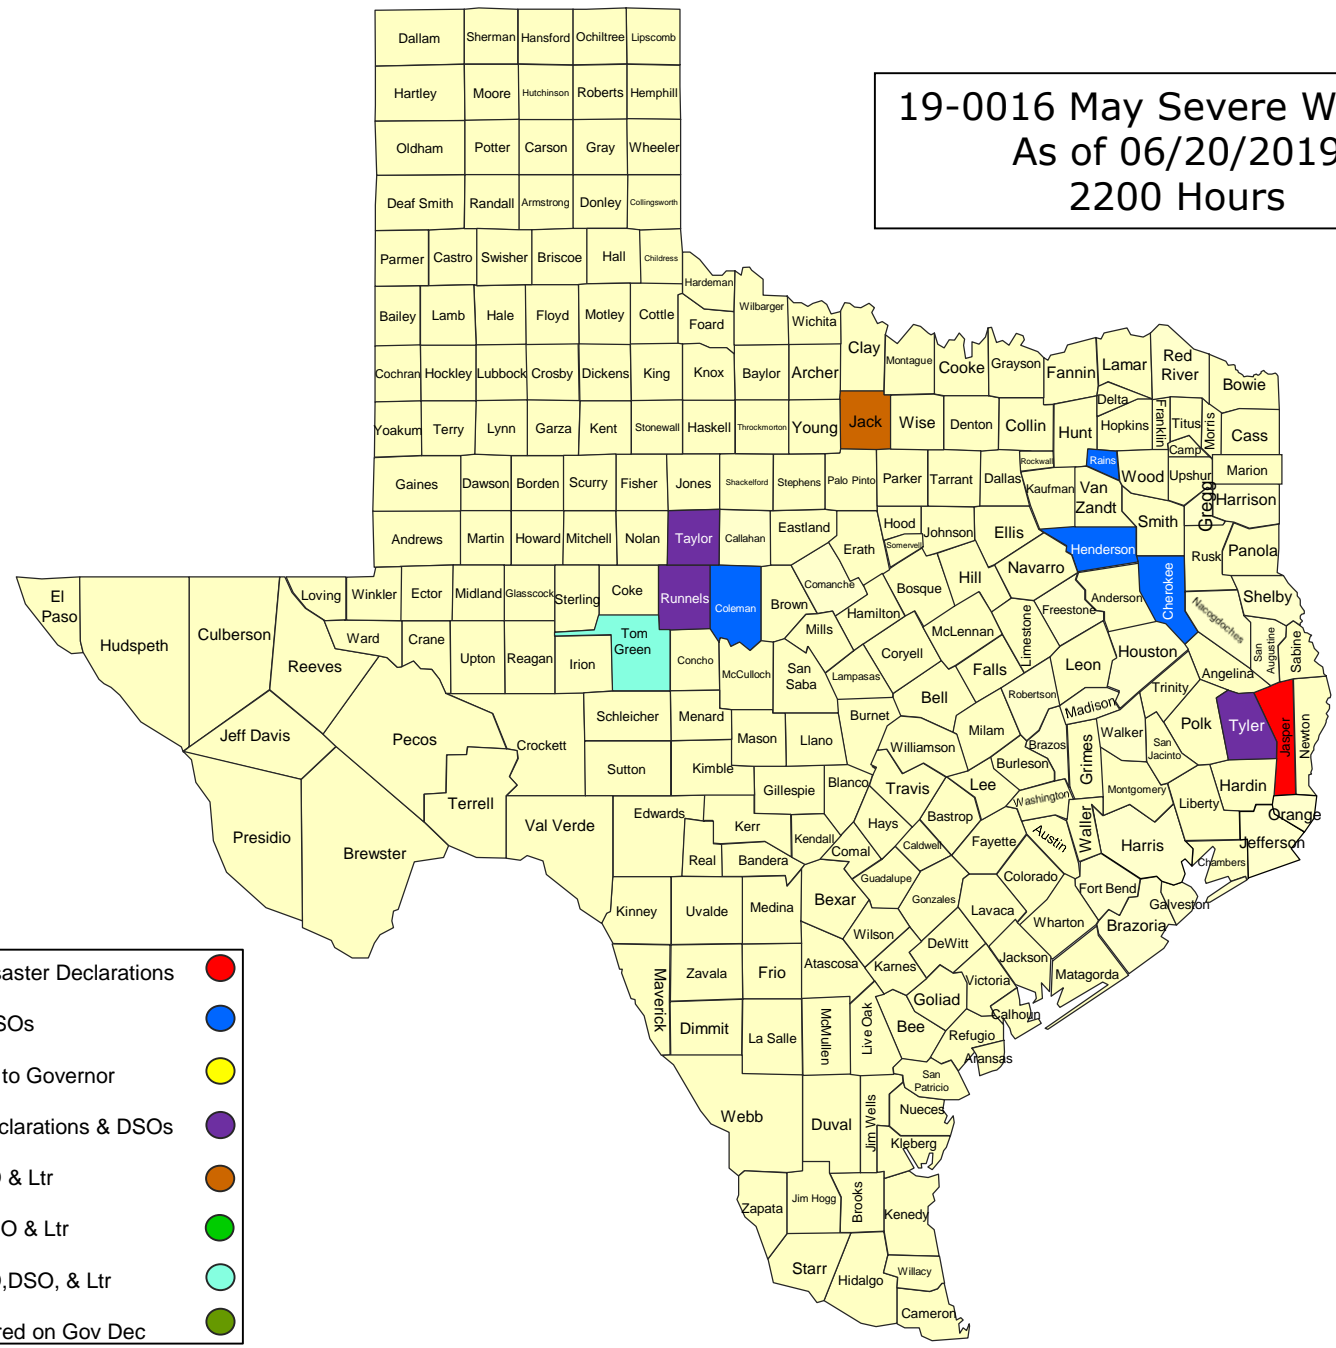 Dallam Sherman Hansford Ochiltree Lipscomb
Hartley Moore Hutchinson Roberts Hemphill
19-0016 May Severe W
As of 06/20/2019
2200 Hours
Oldham Potter Carson Gray Wheeler
Deaf Smith Randall Armstrong Donley Collingsworth
Parmer Castro Swisher Briscoe Hall Childress
Hardeman
Wilbarger
Bailey Lamb Hale Floyd Motley Cottle Foard Wichita
Clay Montague Cooke Grayson Fannin Lamar Red
River
Bowie
Cochran Hockley Lubbock Crosby Dickens King Knox Baylor Archer
Delta
Yoakum Terry Lynn Garza Kent Stonewall Haskell Throckmorton Young Jack Wise Denton Collin Hunt Hopkins Franklin Titus Morris Cass
Camp
Rockwall Rains
Gaines Dawson Borden Scurry Fisher Jones Shackelford Stephens Palo Pinto Parker Tarrant Dallas Kaufman Van
Zandt
Wood Upshur Marion
Gregg Harrison
Andrews Martin Howard Mitchell Nolan Taylor Callahan Eastland Erath Hood Somervell Johnson Ellis Henderson Smith Rusk Panola
El
Paso
Hudspeth Culberson Reeves Loving Winkler Ector Midland Glasscock Sterling Coke Runnels Coleman Brown Comanche Hamilton Bosque Hill Navarro Freestone Anderson Cherokee Nacogdoches Shelby
Ward Crane Upton Reagan Irion Tom
Green
Concho McCulloch Mills San
Saba
Lampasas Coryell McLennan Limestone Falls Leon Houston Angelina San
Augustine
Sabine
Jeff Davis Pecos Crockett Schleicher Menard Mason Llano Burnet Bell Milam Robertson Madison Trinity Polk Tyler Jasper Newton
Presidio Brewster Terrell Sutton Kimble Gillespie Blanco Williamson Travis Lee Burleson Brazos Grimes Walker San
Jacinto
Montgomery Liberty Hardin Orange
Val Verde Edwards Kerr Real Bandera Kendall Comal Hays Caldwell Bastrop Fayette Washington Austin Waller Harris Chambers Jefferson
Kinney Uvalde Medina Bexar Guadalupe Gonzales Lavaca Colorado Wharton Fort Bend Brazoria Galveston
Maverick Zavala Frio Atascosa Wilson Karnes DeWitt Victoria Jackson Matagorda
Dimmit La Salle McMullen Live Oak Bee Goliad Refugio Calhoun Aransas
San
Patricio
Webb Duval Jim Wells Nueces Kleberg
Zapata Jim Hogg Brooks Kenedy
Starr Hidalgo Willacy Cameron
saster Declarations
SOs
to Governor
clarations & DSOs
& Ltr
O & Ltr
,DSO, & Ltr
red on Gov Dec